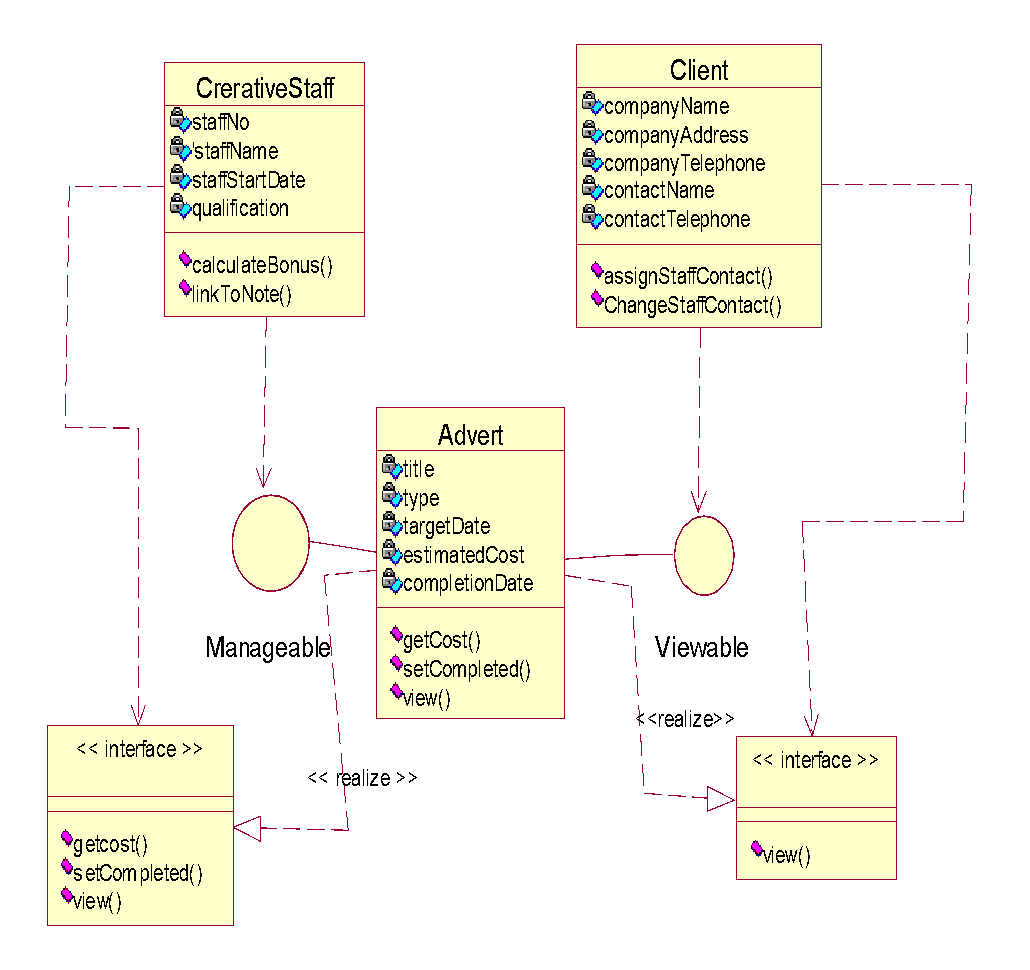 CrerativeStaff
staffNo
'staffName
staffStartDate
qualification
calculateBonus()
linkToNote()
Client
companyName
companyAddress
companyTelephone
contactName
contactTelephone
assignStaffContact()
ChangeStaffContact()
Advert
title
type
targetDate
estimatedCost
completionDate
getCost()
setCompleted()
view()
Manageable
Viewable
<<realize>>
<< realize >>
<< interface >>
getcost()
setCompleted()
view()
<< interface >>
view()